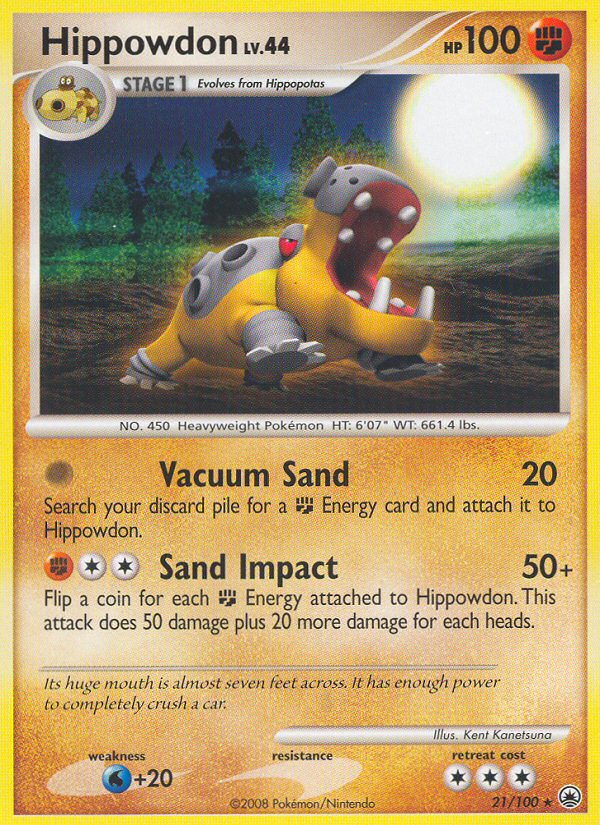 Hippowdon LV.44 HP 100
STAGE 1 Evolves from Hippopotas
NO. 450 Heavyweight Pokémon HT: 6'07" WT: 661.4 lbs.
Vacuum Sand 20
Search your discard pile for a Energy card and attach it to
Hippowdon.
Sand Impact 50+
Flip a coin for each Energy attached to Hippowdon. This
attack does 50 damage plus 20 more damage for each heads.
Its huge mouth is almost seven feet across. It has enough power
to completely crush a car.
Illus. Kent Kanetsuna
weakness resistance retreat cost
+20
©2008 Pokémon/Nintendo 21/100 ★